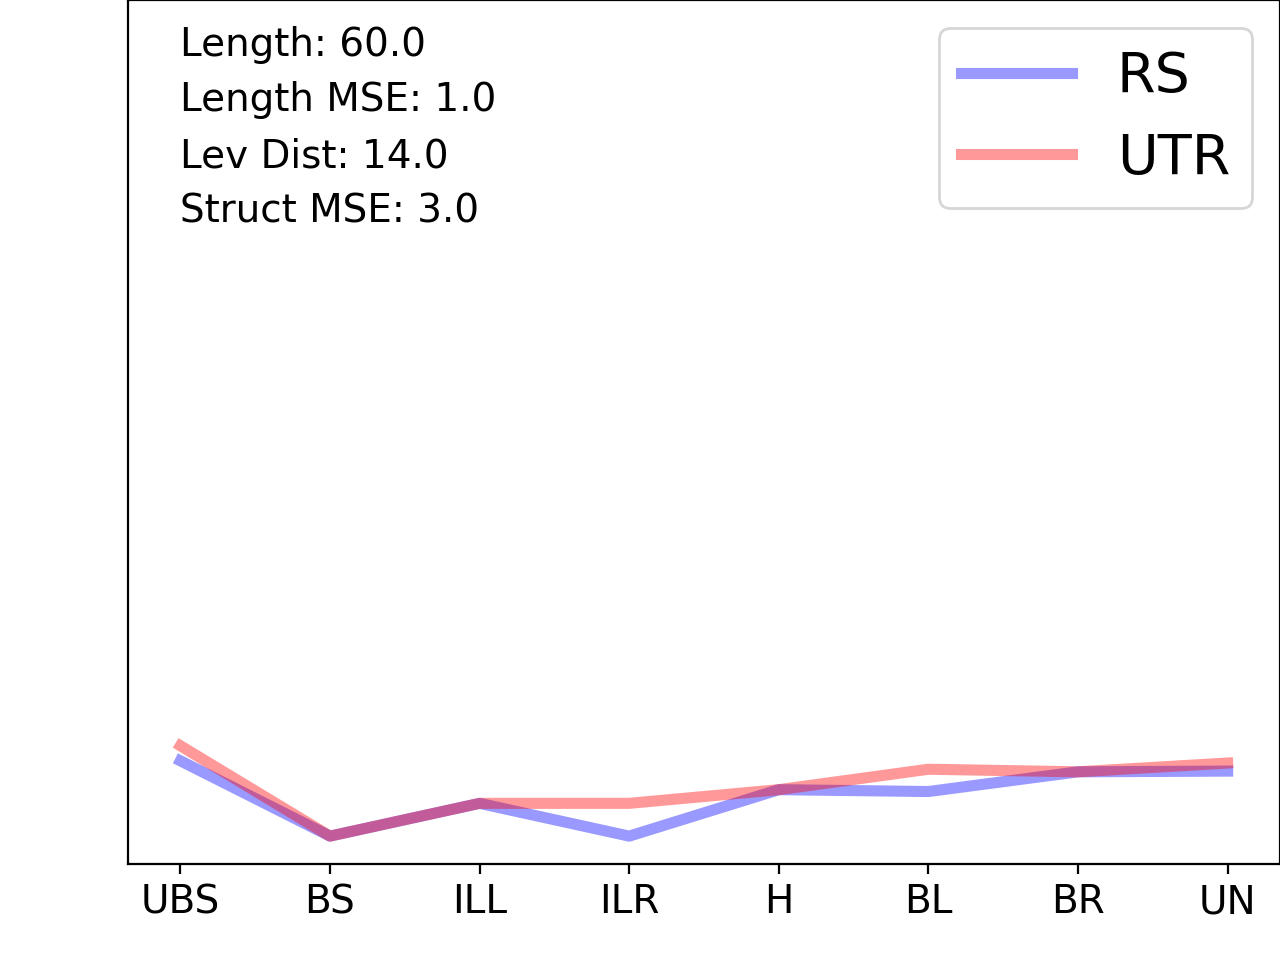 Length: 60.0
Length MSE: 1.0
Lev Dist: 14.0
Struct MSE: 3.0
RS
UTR
UBS BS ILL ILR H BL BR UN